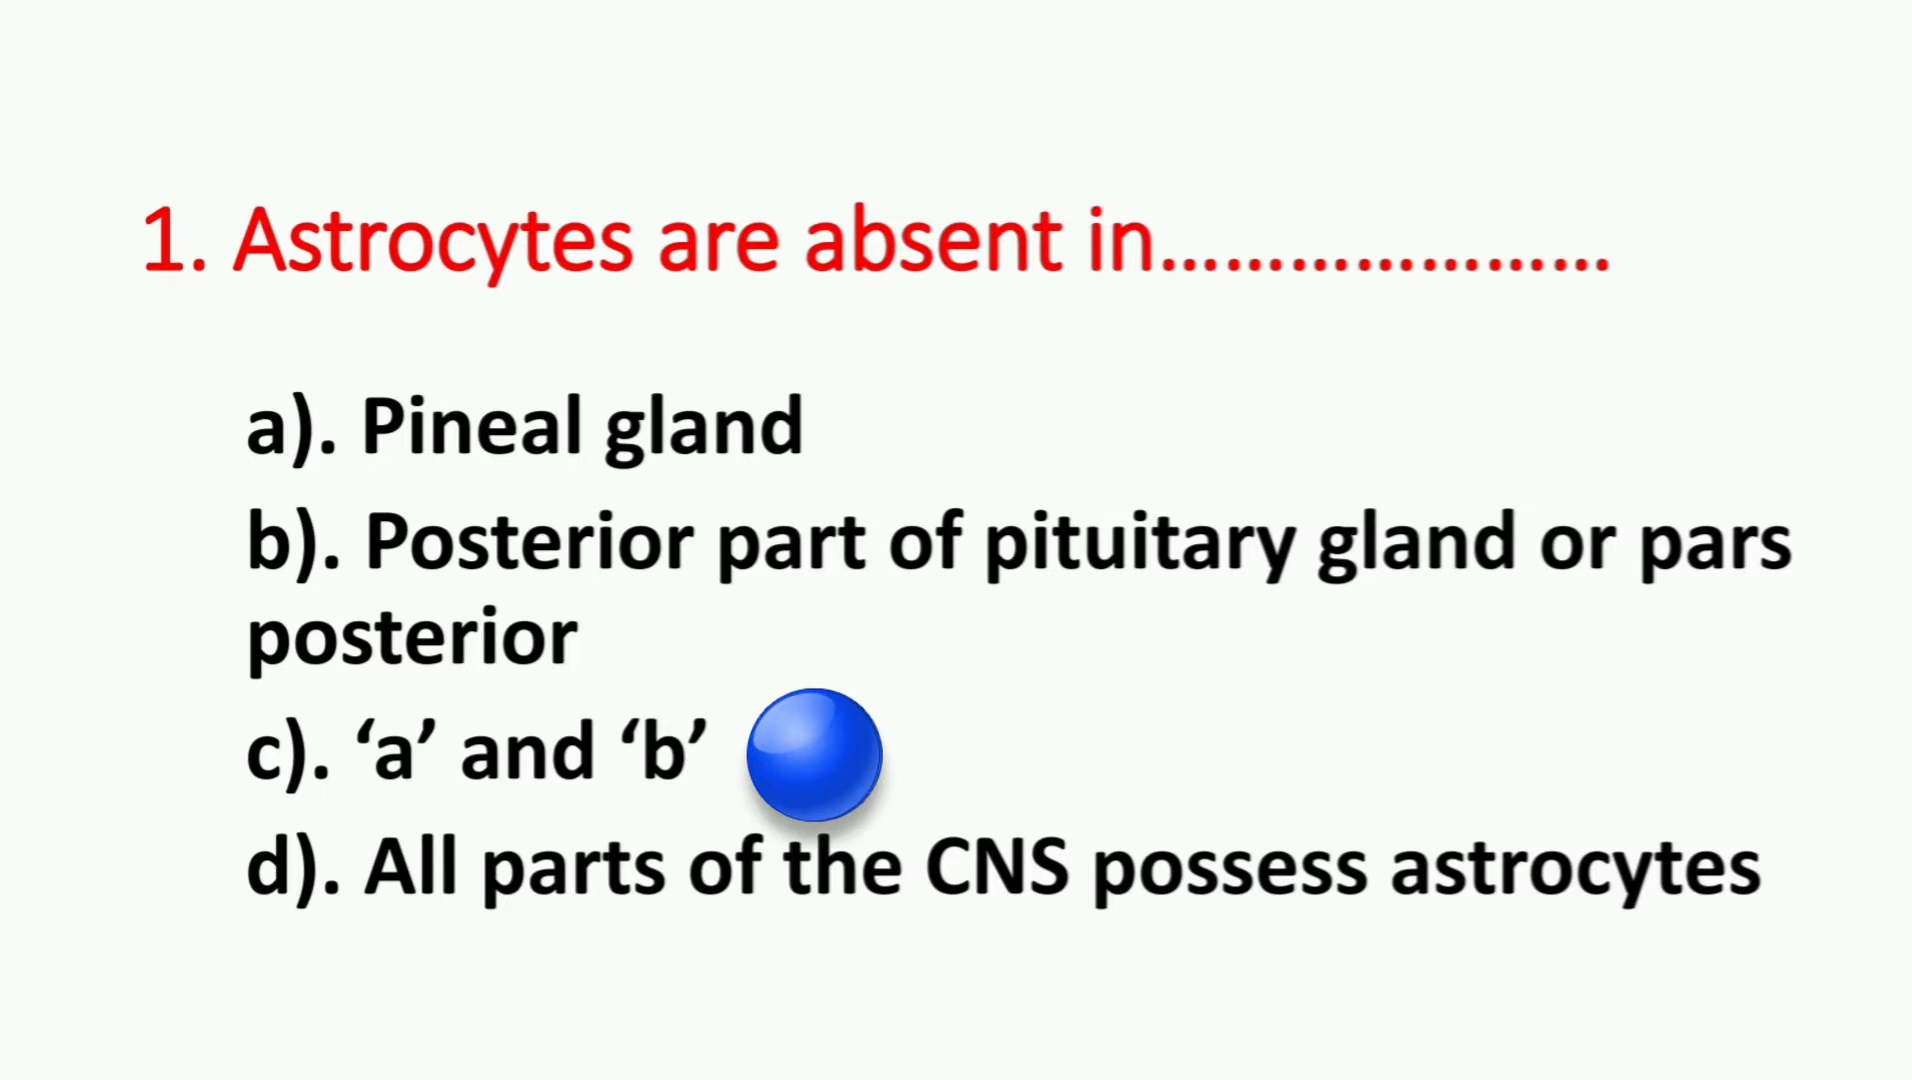 1. Astrocytes are absent in.....................
a). Pineal gland
b). Posterior part of pituitary gland or pars
posterior
c). ‘a’ and ‘b’
d). All parts of the CNS possess astrocytes